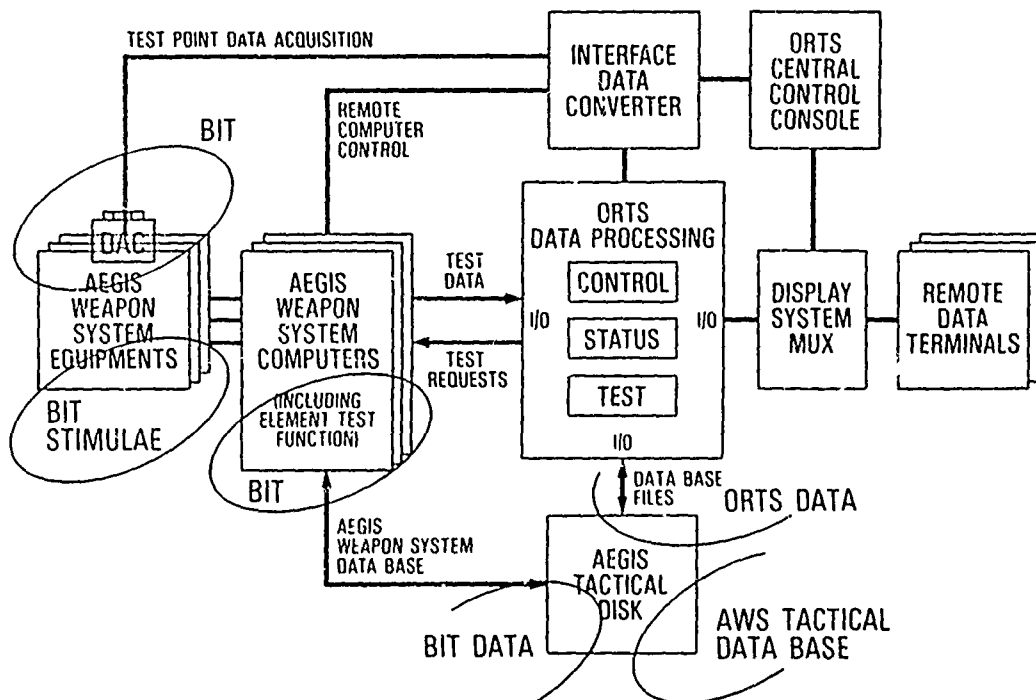 TEST POINT DATA ACQUISITION
INTERFACE
DATA
CONVERTER
ORTS
CENTRAL
CONTROL
CONSOLE
REMOTE
COMPUTER
CONTROL
BIT
DAC
AEGIS
WEAPON
SYSTEM
EQUIPMENTS
BIT
STIMULAE
AEGIS
WEAPON
SYSTEM
COMPUTERS
(INCLUDING
ELEMENT TEST
FUNCTION)
BIT
TEST
DATA
TEST
REQUESTS
ORTS
DATA PROCESSING
CONTROL
I/O
I/O
STATUS
TEST
I/O
DISPLAY
SYSTEM
MUX
REMOTE
DATA
TERMINALS
DATA BASE
FILES
ORTS DATA
AEGIS
WEAPON SYSTEM
DATA BASE
AEGIS
TACTICAL
DISK
BIT DATA
AWS TACTICAL
DATA BASE